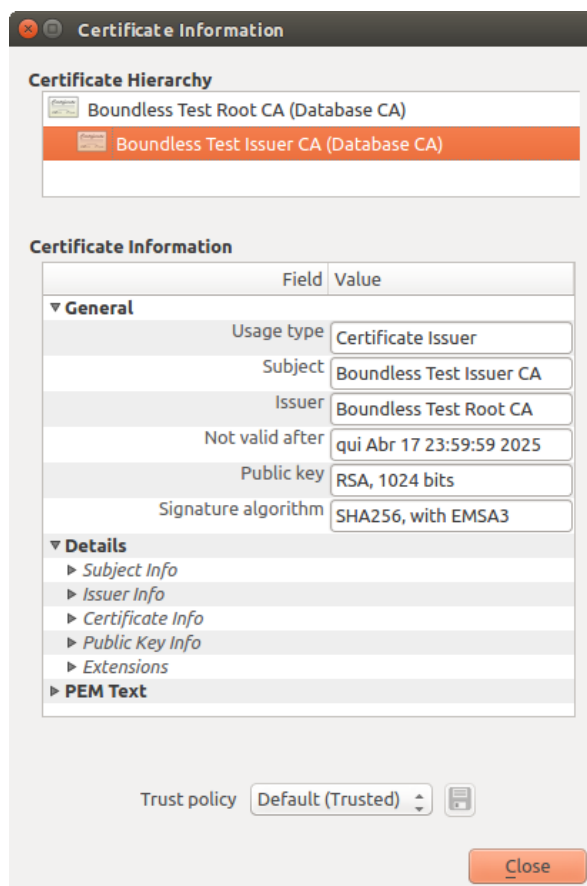 Certificate Information
Certificate Hierarchy
Boundless Test Root CA (Database CA)
Boundless Test Issuer CA (Database CA)
Certificate Information
Field Value
General
Usage type Certificate Issuer
Subject Boundless Test Issuer CA
Issuer Boundless Test Root CA
Not valid after qui Abr 17 23:59:59 2025
Public key RSA, 1024 bits
Signature algorithm SHA256, with EMSA3
Details
Subject Info
Issuer Info
Certificate Info
Public Key Info
Extensions
PEM Text
Trust policy Default (Trusted)
Close